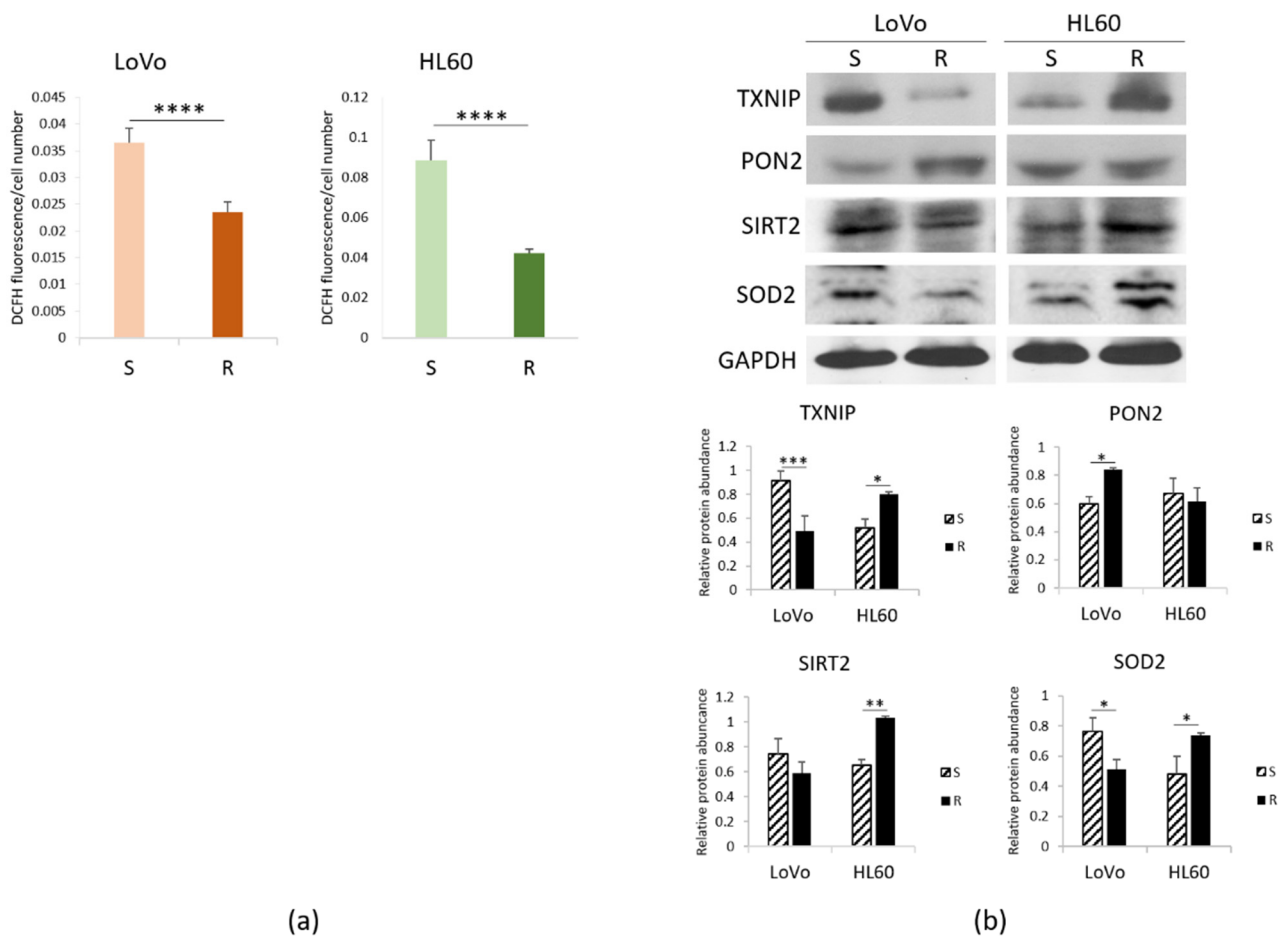 LoVo
DCFH fluorescence/cell number
0.045
0.04
0.035
0.03
0.025
0.02
0.015
0.01
0.005
0
****
S R
HL60
DCFH fluorescence/cell number
0.12
0.1
0.08
0.06
0.04
0.02
0
****
S R
(a)
LoVo HL60
S R S R
TXNIP
PON2
SIRT2
SOD2
GAPDH
TXNIP
Relative protein abundance
1.2
1
0.8
0.6
0.4
0.2
0
*** *
LoVo HL60
S
R
PON2
Relative protein abundance
1
0.8
0.6
0.4
0.2
0
*
LoVo HL60
S
R
SIRT2
Relative protein abuncance
1.2
1
0.8
0.6
0.4
0.2
0
**
LoVo HL60
S
R
SOD2
Relative protein abundance
1
0.8
0.6
0.4
0.2
0
* *
LoVo HL60
S
R
(b)